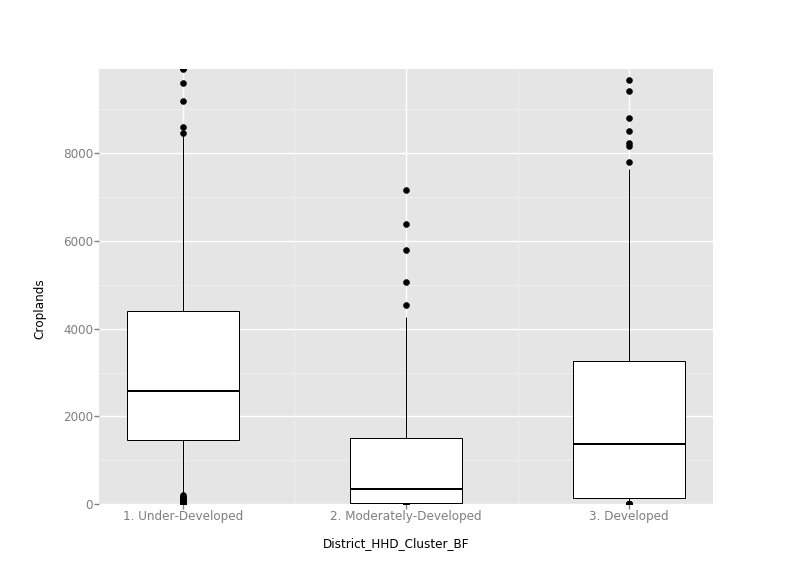 8000
6000
4000
2000
0
Croplands
1. Under-Developed
2. Moderately-Developed
3. Developed
District_HHD_Cluster_BF